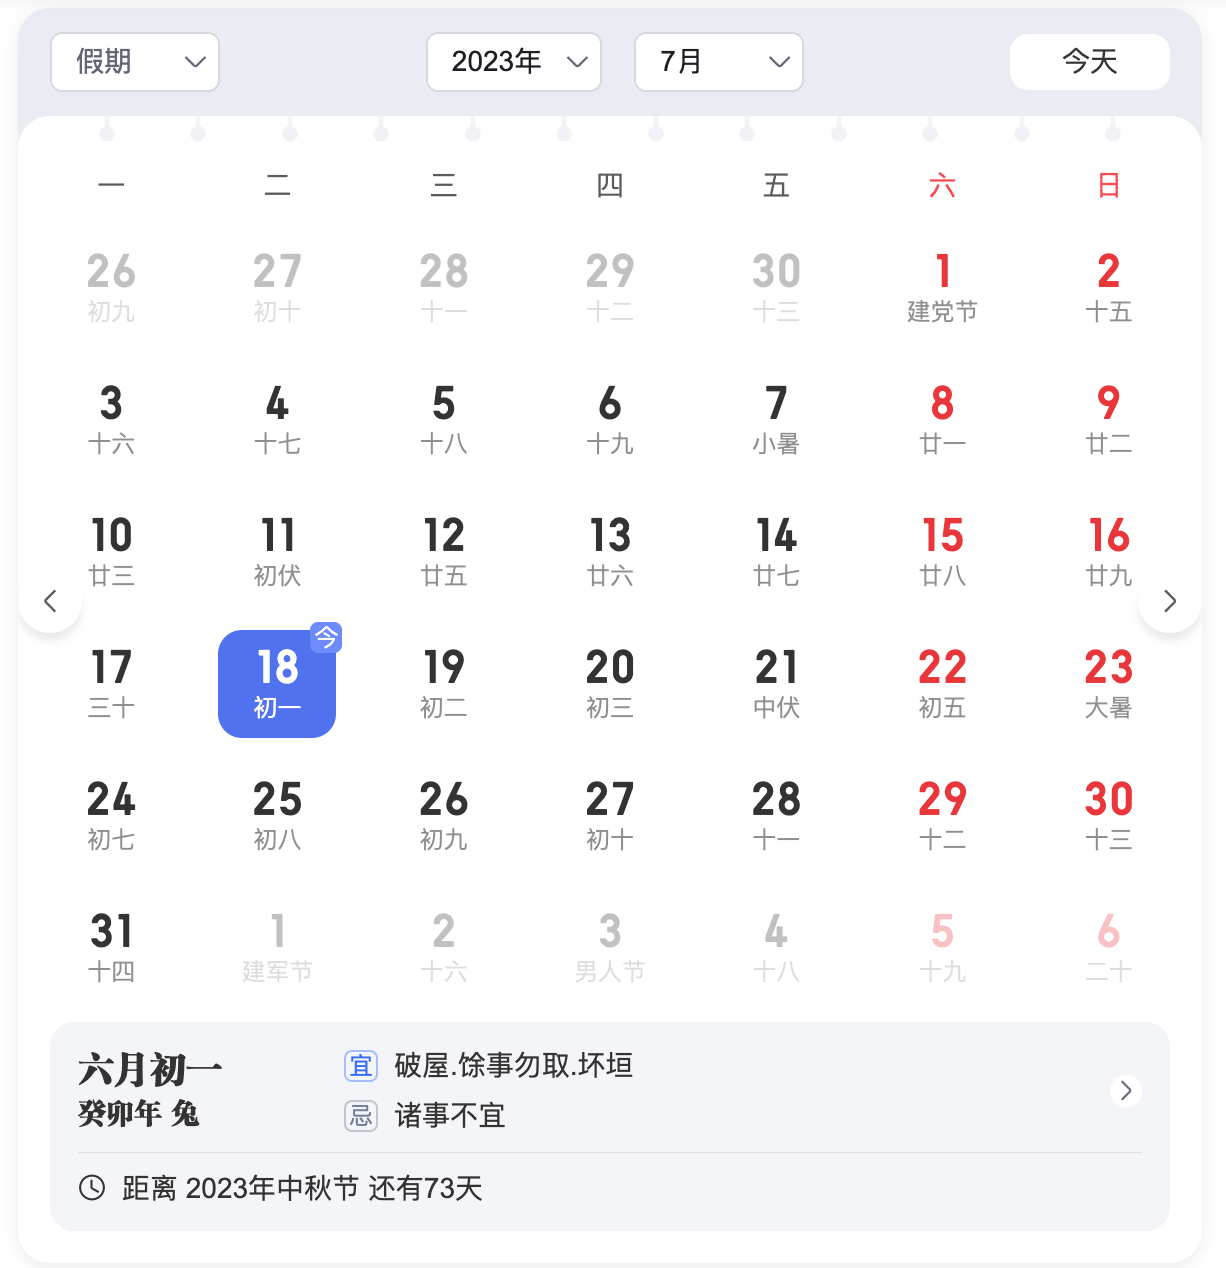 假期 2023年 7月 今天
一 二 三 四 五 六 日
26 27 28 29 30 1 2
初九 初十 十一 十二 十三 建党节 十五
3 4 5 6 7 8 9
十六 十七 十八 十九 小暑 廿一 廿二
10 11 12 13 14 15 16
廿三 初伏 廿五 廿六 廿七 廿八 廿九
今
17 18 19 20 21 22 23
三十 初一 初二 初三 中伏 初五 大暑
24 25 26 27 28 29 30
初七 初八 初九 初十 十一 十二 十三
31 1 2 3 4 5 6
十四 建军节 十六 男人节 十八 十九 二十
六月初一 宜 破屋.馀事勿取.坏垣
癸卯年 兔 忌 诸事不宜
距离 2023年中秋节 还有73天